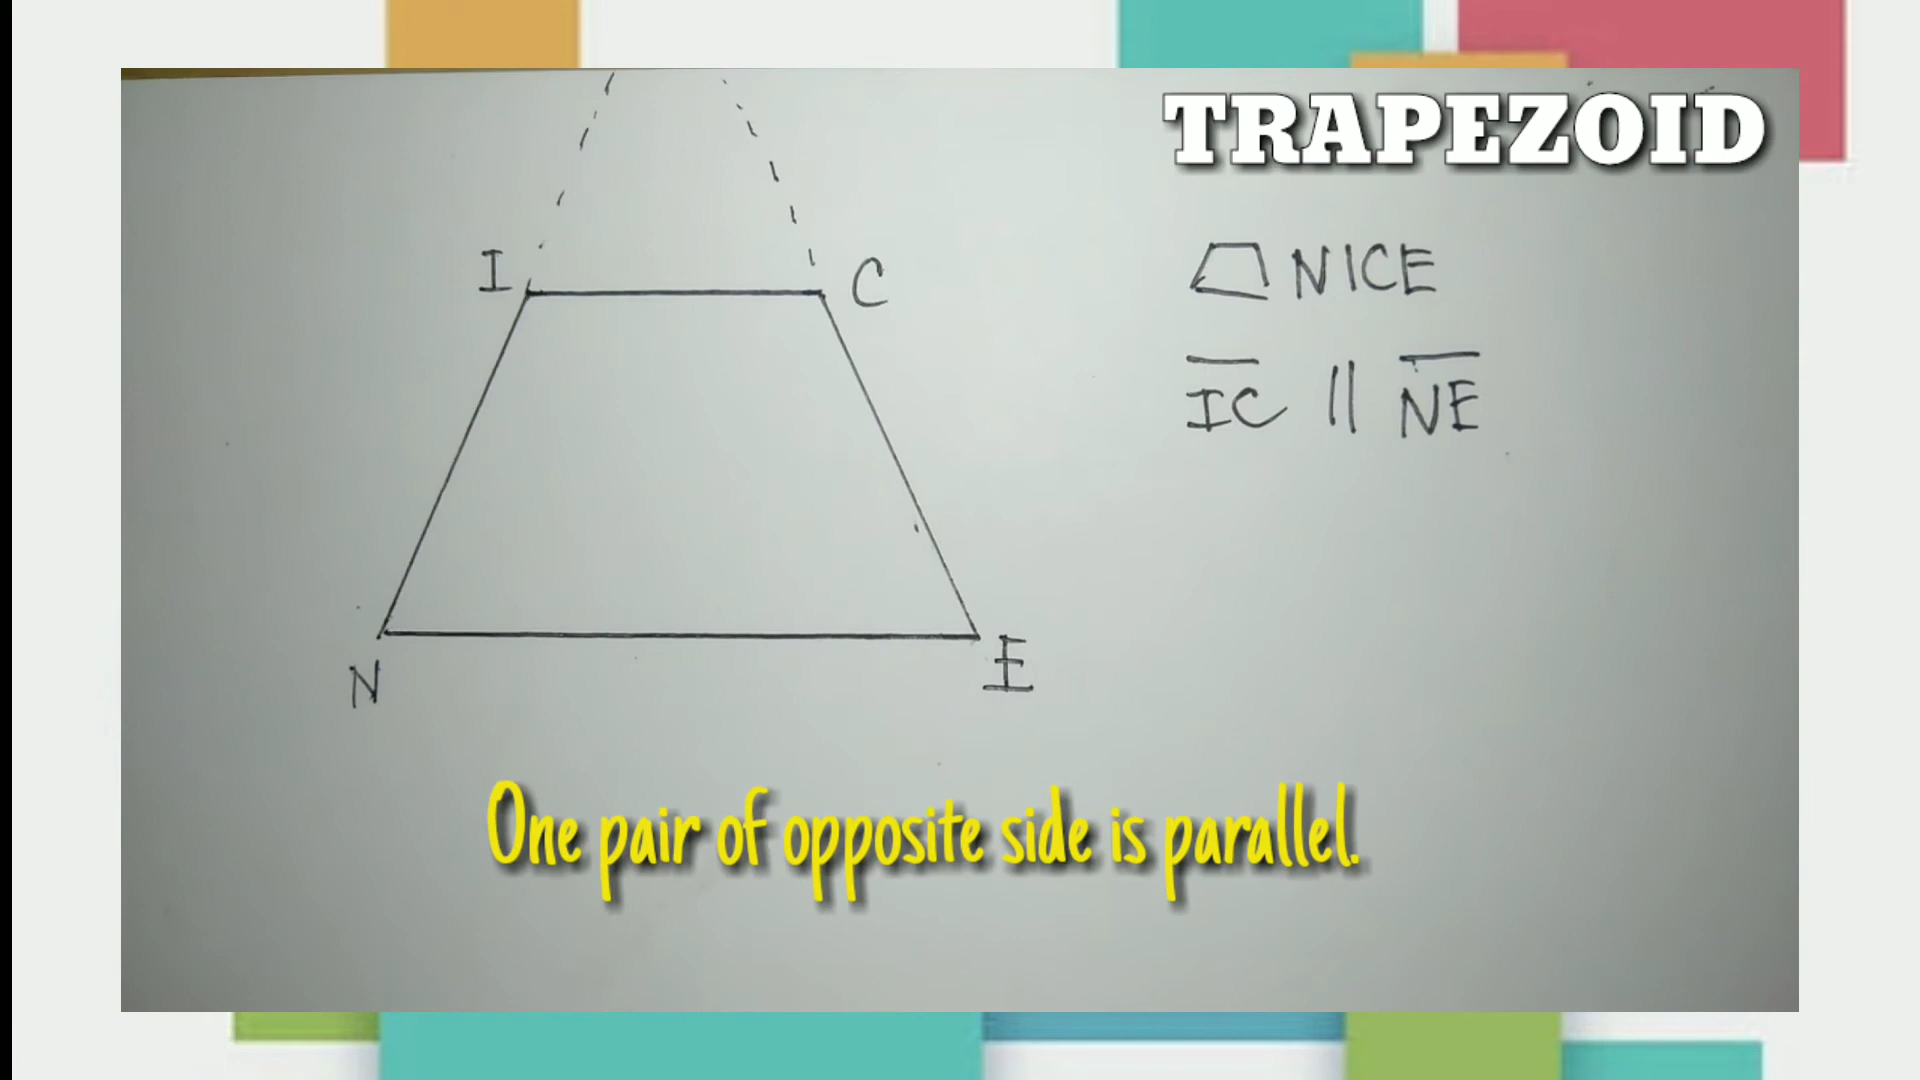 TRAPEZOID
I C
NICE
IC || NE
N E
One pair of opposite side is parallel.